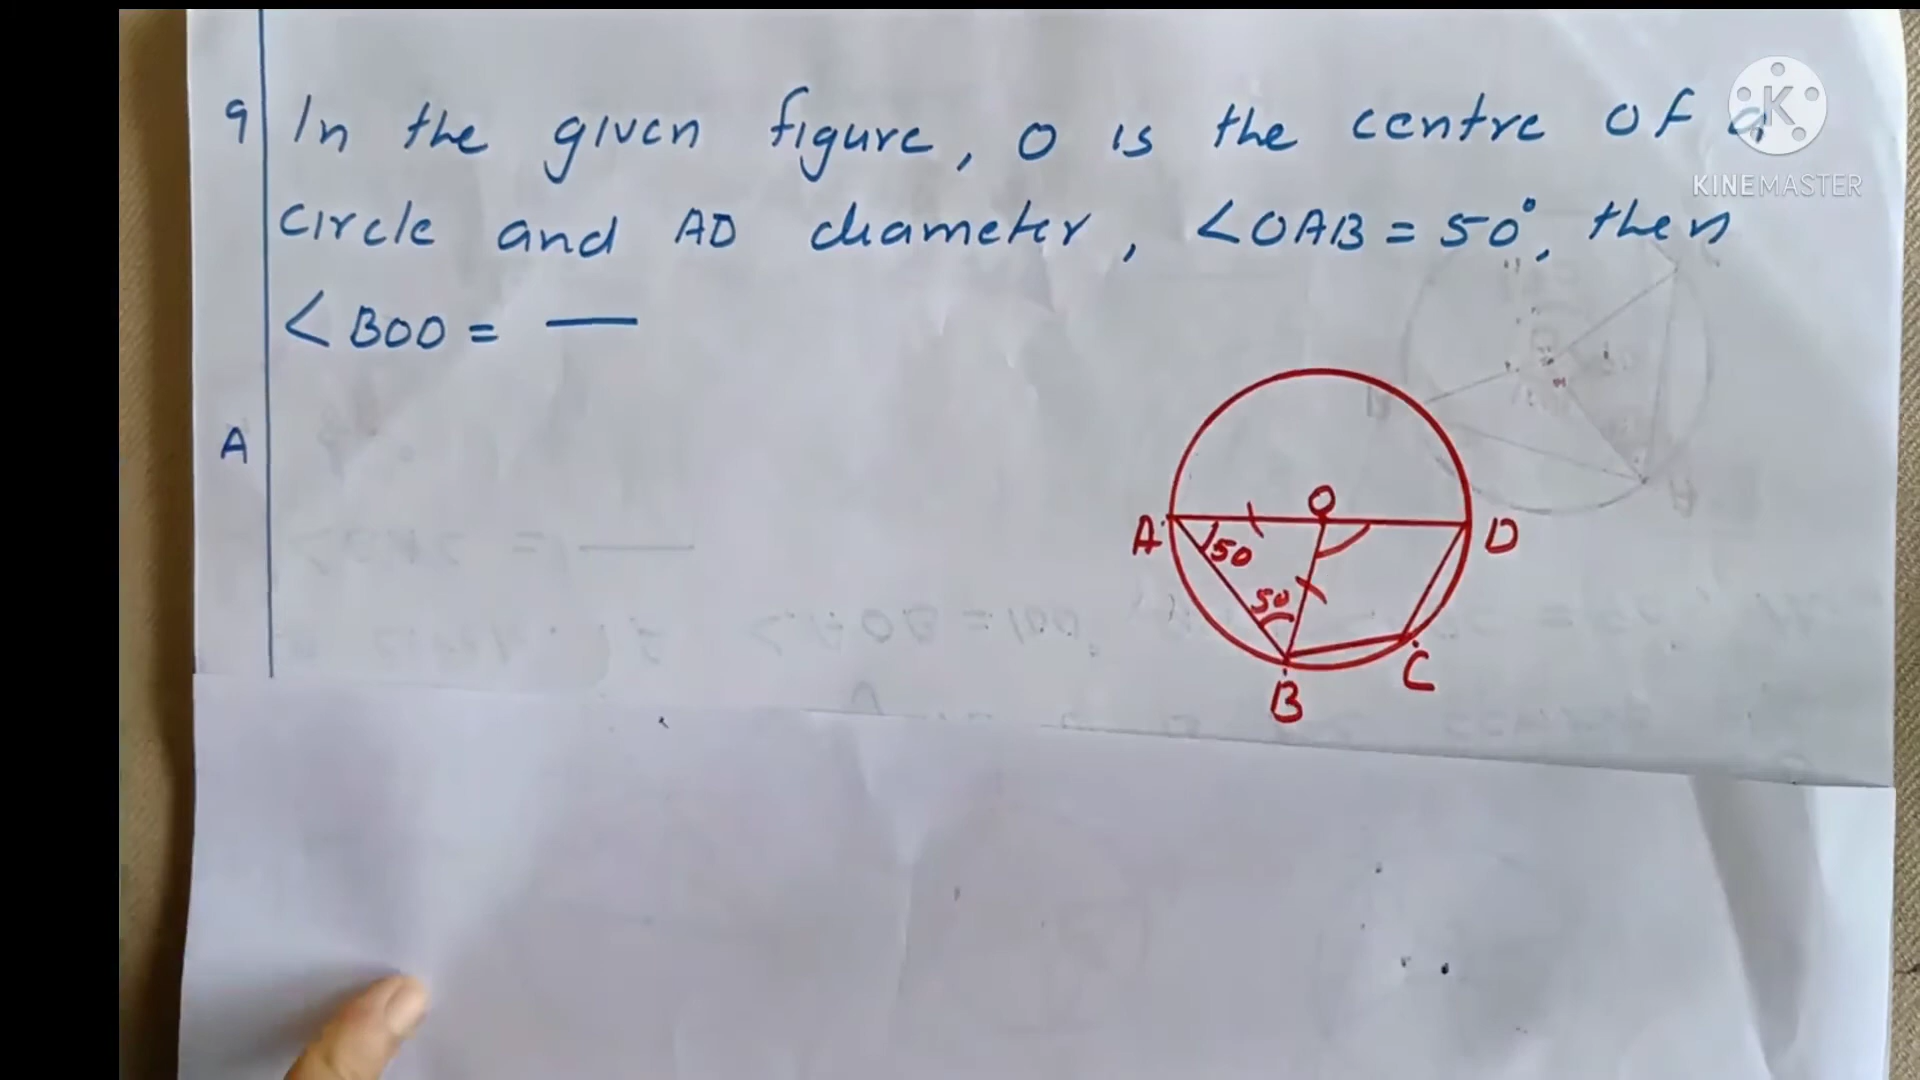 9 In the given figure, O is the centre of a
circle and AD diameter, <OAB = 50°, then
<BOD = —
A
O
A
D
50
50
C
B
KINEMASTER